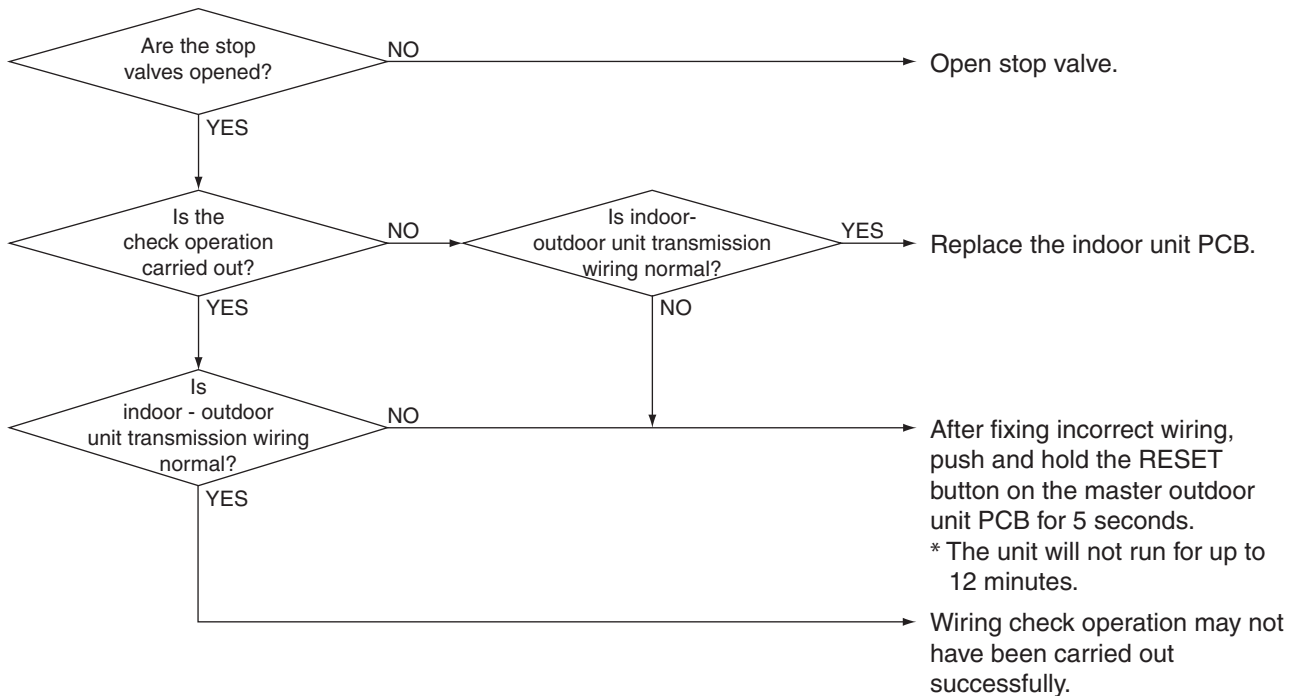 Are the stop
valves opened?
NO
Open stop valve.
YES
Is the
check operation
carried out?
NO
Is indoor-
outdoor unit transmission
wiring normal?
YES
Replace the indoor unit PCB.
YES
NO
Is
indoor - outdoor
unit transmission wiring
normal?
NO
After fixing incorrect wiring,
push and hold the RESET
button on the master outdoor
unit PCB for 5 seconds.
* The unit will not run for up to
12 minutes.
YES
Wiring check operation may not
have been carried out
successfully.